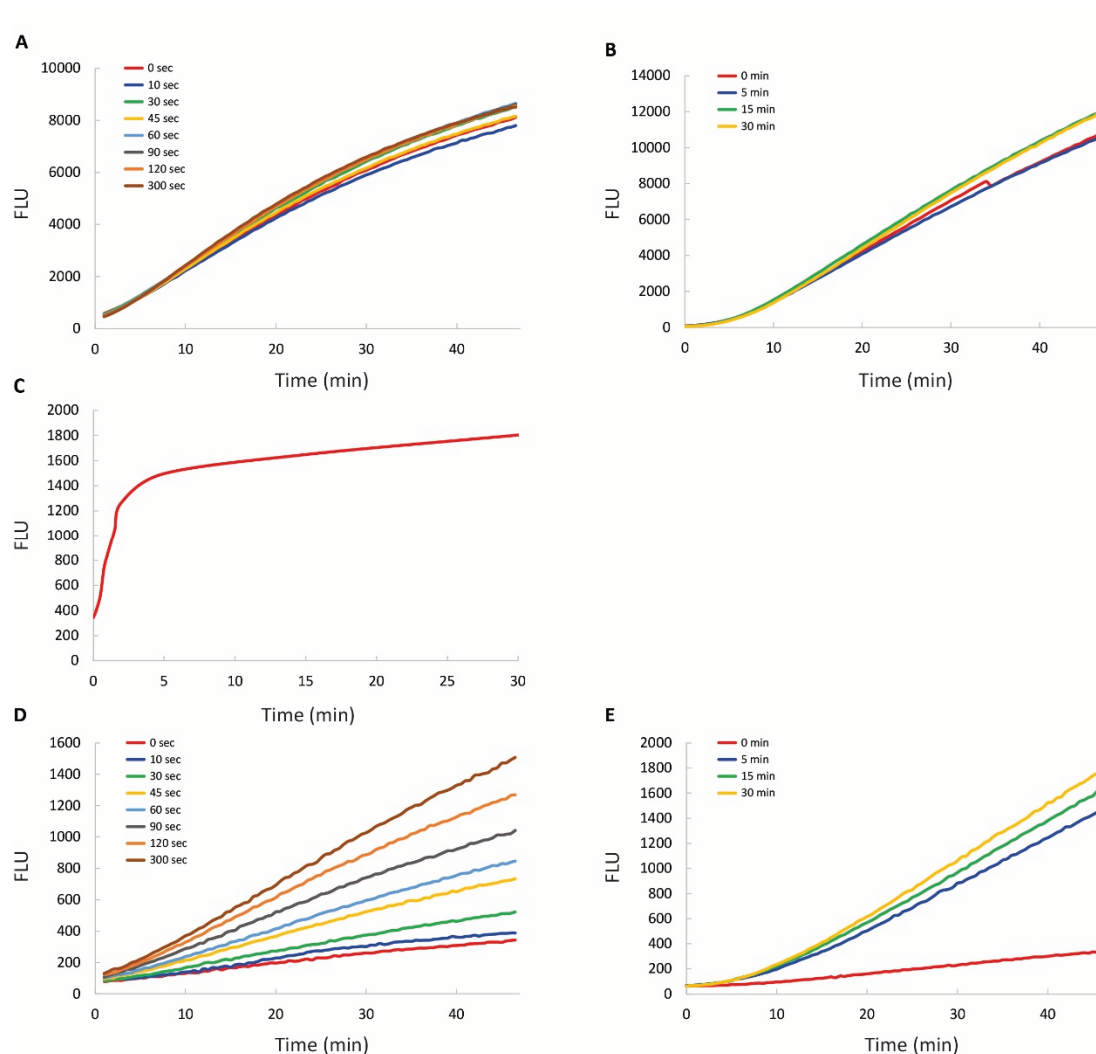 A
10000
8000
6000
4000
2000
0
FLU
0 sec
10 sec
30 sec
45 sec
60 sec
90 sec
120 sec
300 sec
0 10 20 30 40
Time (min)
B
14000
12000
10000
8000
6000
4000
2000
0
FLU
0 min
5 min
15 min
30 min
0 10 20 30 40
Time (min)
C
2000
1800
1600
1400
1200
1000
800
600
400
200
0
FLU
0 5 10 15 20 25 30
Time (min)
D
1600
1400
1200
1000
800
600
400
200
0
FLU
0 sec
10 sec
30 sec
45 sec
60 sec
90 sec
120 sec
300 sec
0 10 20 30 40
Time (min)
E
2000
1800
1600
1400
1200
1000
800
600
400
200
0
FLU
0 min
5 min
15 min
30 min
0 10 20 30 40
Time (min)